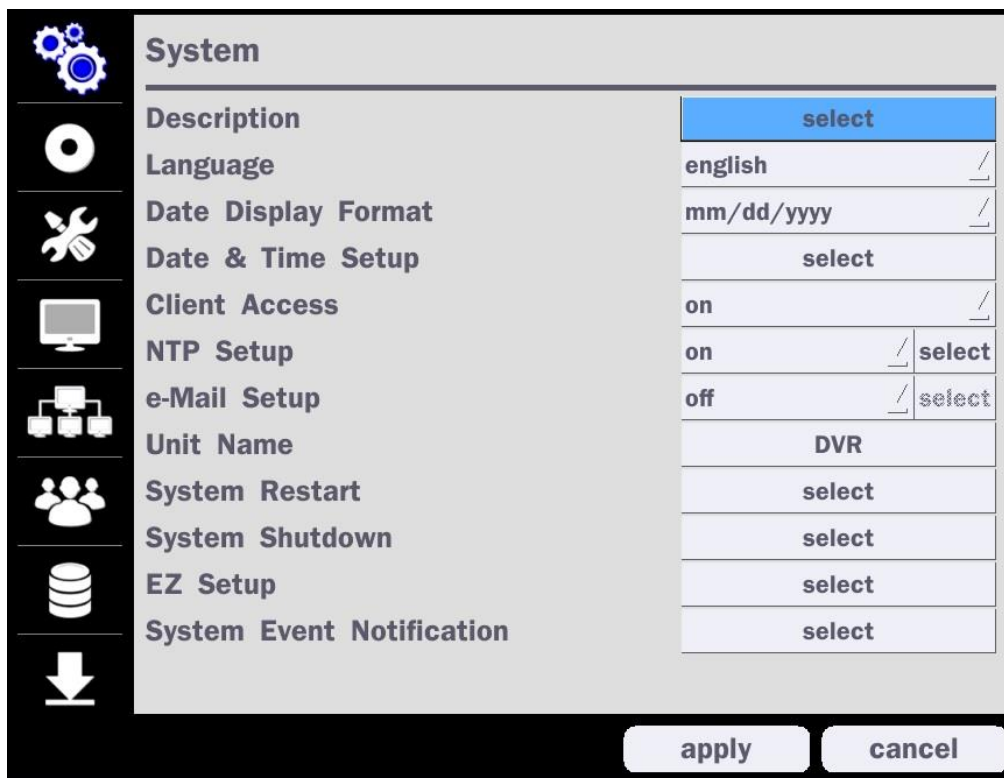 System
Description select
Language english
Date Display Format mm/dd/yyyy
Date & Time Setup select
Client Access on
NTP Setup on select
e-Mail Setup off select
Unit Name DVR
System Restart select
System Shutdown select
EZ Setup select
System Event Notification select
apply cancel